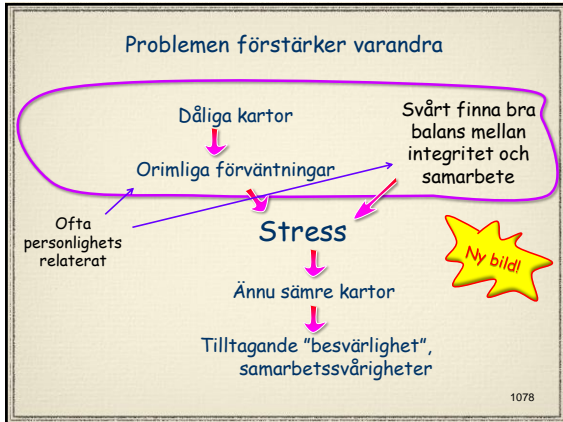 Problemen förstärker varandra
Dåliga kartor
Orimliga förväntningar
Svårt finna bra
balans mellan
integritet och
samarbete
Ofta
personlighets
relaterat
Stress
Ny bild!
Ännu sämre kartor
Tilltagande "besvärlighet",
samarbetssvårigheter
1078